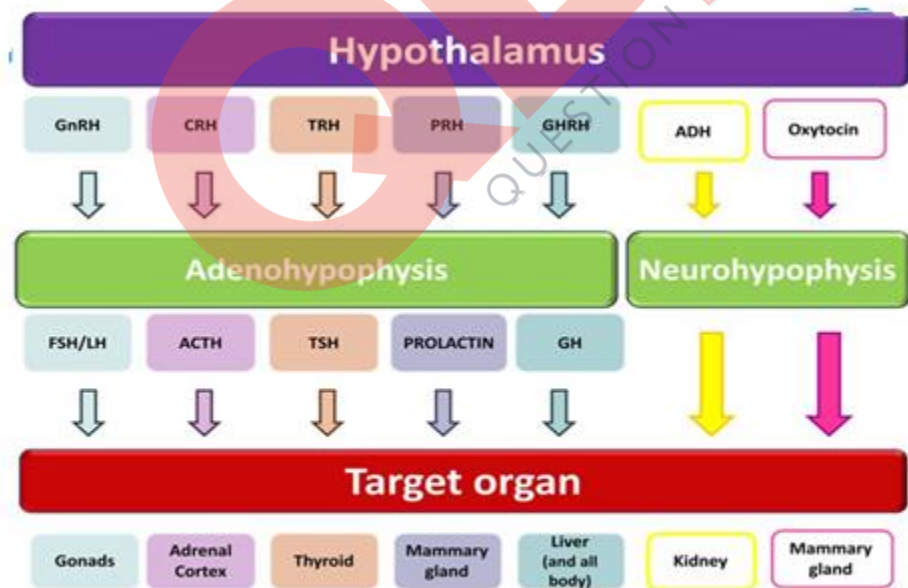 Hypothalamus
GnRH CRH TRH PRH GHRH ADH Oxytocin
QUESTION
Adenohypophysis Neurohypophysis
FSH/LH ACTH TSH PROLACTIN GH
Target organ
Gonads Adrenal Cortex Thyroid Mammary gland Liver (and all body) Kidney Mammary gland